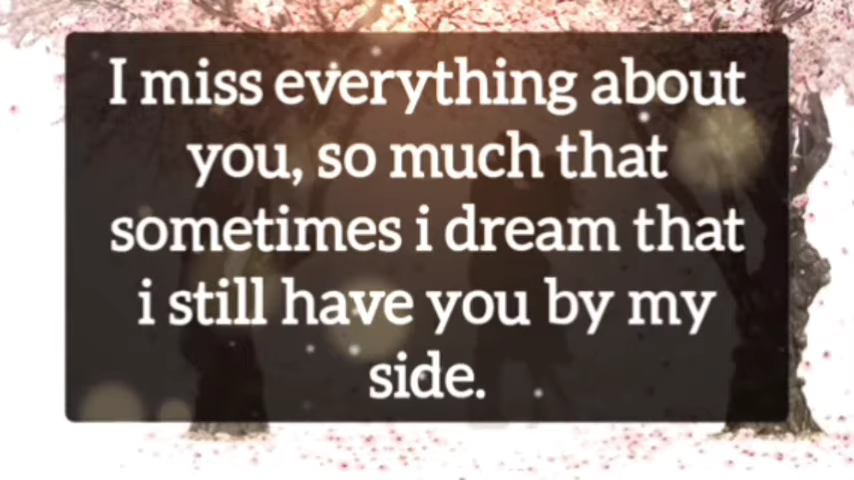 I miss everything about
you, so much that
sometimes i dream that
i still have you by my
side.